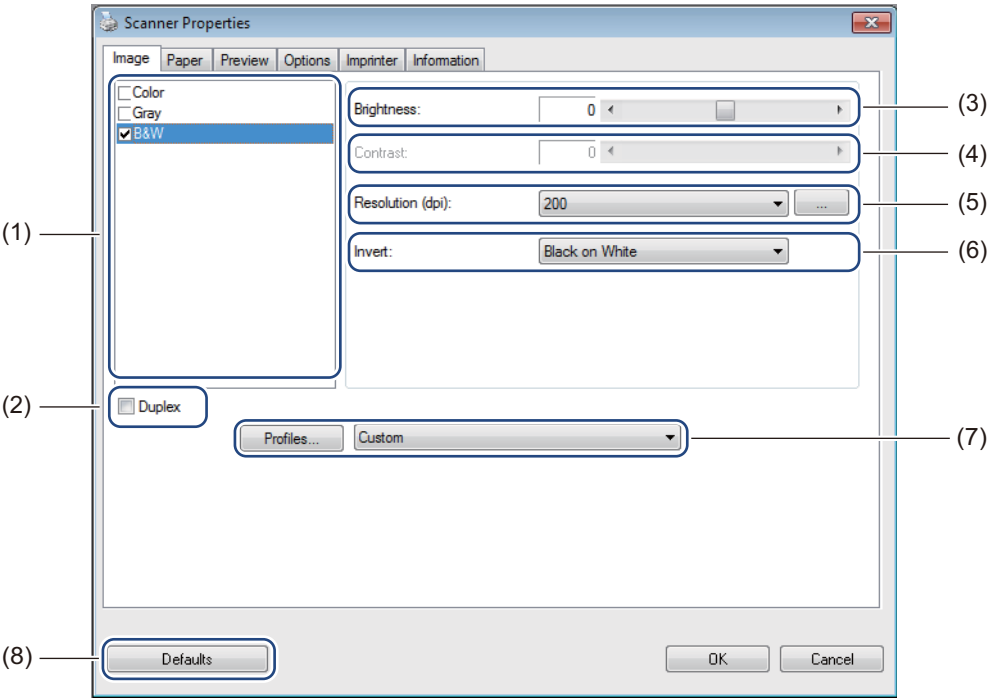 Scanner Properties
Image Paper Preview Options Imprinter Information
Color
Gray
B&W
Brightness: 0
(3)
Contrast: 0
(4)
Resolution (dpi): 200 ...
(5)
(1)
Invert: Black on White
(6)
(2)
Duplex
Profiles... Custom
(7)
(8)
Defaults
OK
Cancel